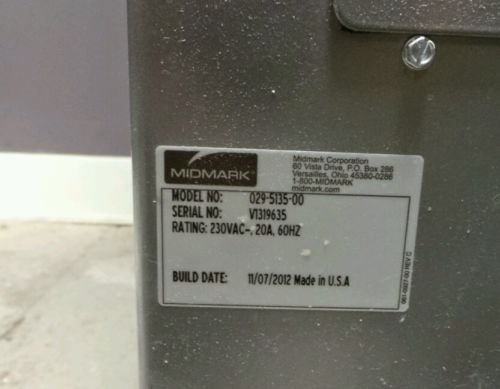 MIDMARK
Midmark Corporation
60 Vista Drive, P.O. Box 286
Versailles, Ohio 45380-0286
1-800-MIDMARK
midmark.com
MODEL NO: 029-5135-00
SERIAL NO: V1319635
RATING: 230VAC~, 20A, 60HZ
BUILD DATE: 11/07/2012 Made in U.S.A